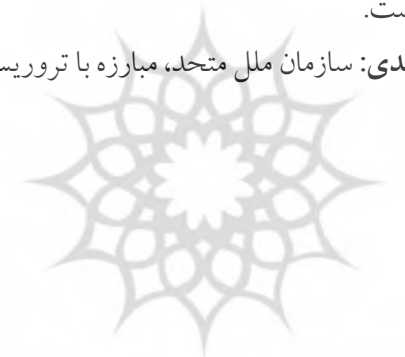 ست.
دی: سازمان ملل متحد، مبارزه با تروریس